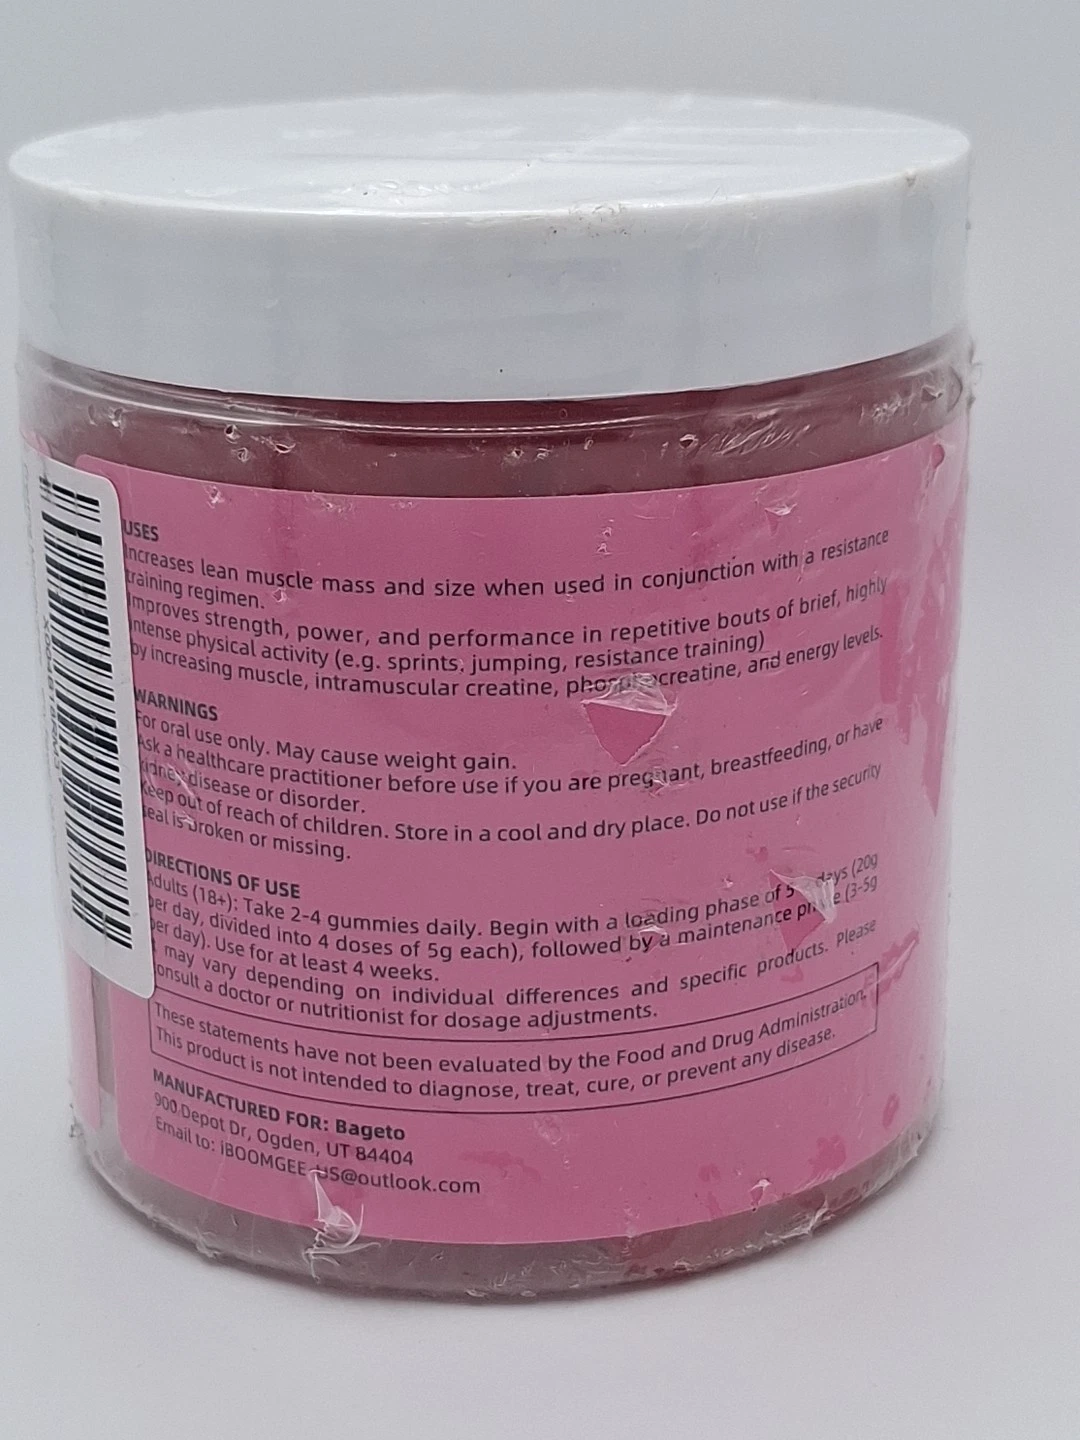 USES
Increases lean muscle mass and size when used in conjunction with a resistance
training regimen.
Improves strength, power, and performance in repetitive bouts of brief, highly
intense physical activity (e.g. sprints, jumping, resistance training)
by increasing muscle, intramuscular creatine, phosphocreatine, and energy levels.
WARNINGS
For oral use only. May cause weight gain.
Ask a healthcare practitioner before use if you are pregnant, breastfeeding, or have
kidney disease or disorder.
Keep out of reach of children. Store in a cool and dry place. Do not use if the security
seal is broken or missing.
DIRECTIONS OF USE
Adults (18+): Take 2-4 gummies daily. Begin with a loading phase of 5 days (20g
per day, divided into 4 doses of 5g each), followed by a maintenance phase (3-5g
per day). Use for at least 4 weeks.
It may vary depending on individual differences and specific products. Please
consult a doctor or nutritionist for dosage adjustments.
These statements have not been evaluated by the Food and Drug Administration.
This product is not intended to diagnose, treat, cure, or prevent any disease.
MANUFACTURED FOR: Bageto
900 Depot Dr, Ogden, UT 84404
Email to: iBOOMGEE-US@outlook.com